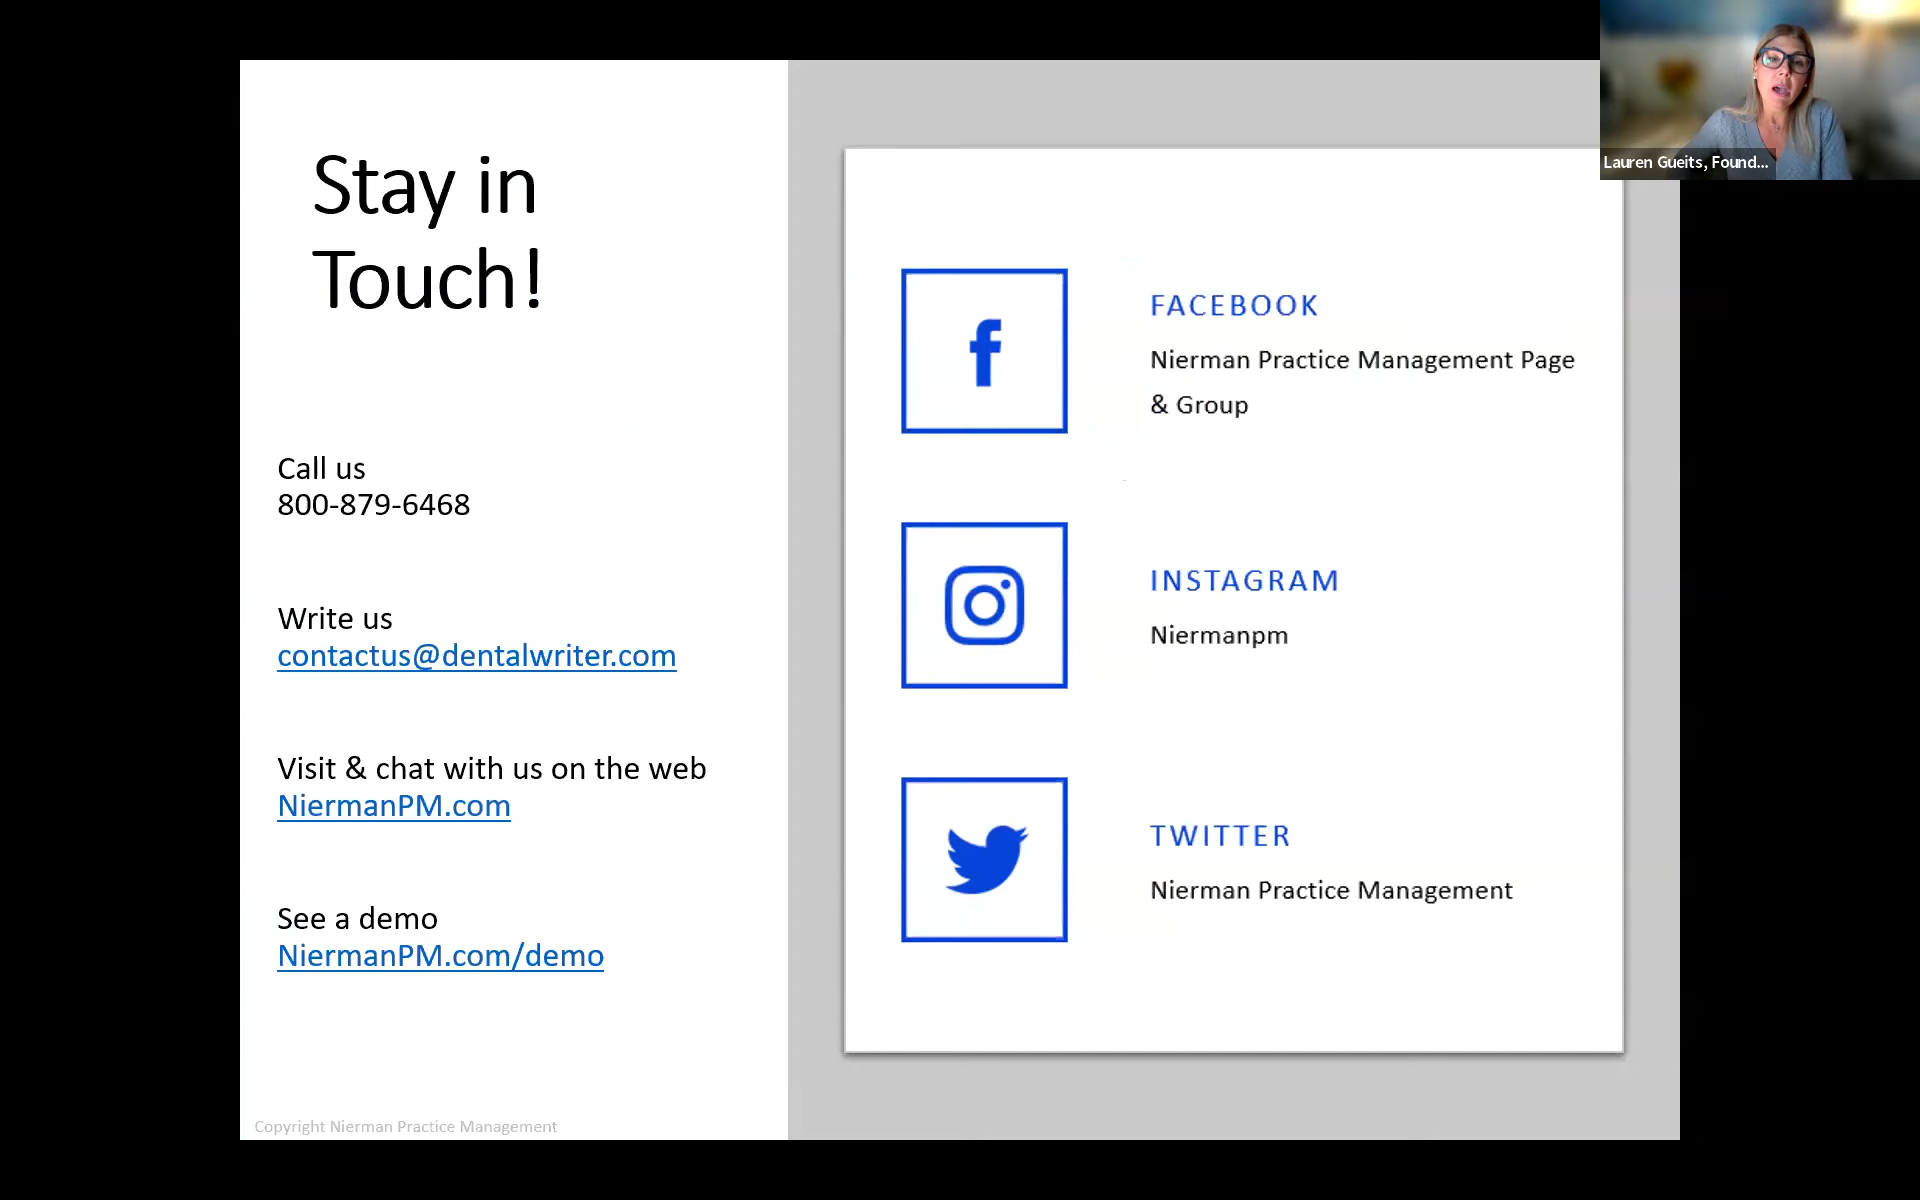 Stay in
Touch!
Call us
800-879-6468
Write us
contactus@dentalwriter.com
Visit & chat with us on the web
NiermanPM.com
See a demo
NiermanPM.com/demo
Copyright Nierman Practice Management
FACEBOOK
Nierman Practice Management Page
& Group
INSTAGRAM
Niermanpm
TWITTER
Nierman Practice Management
Lauren Gueits, Found...